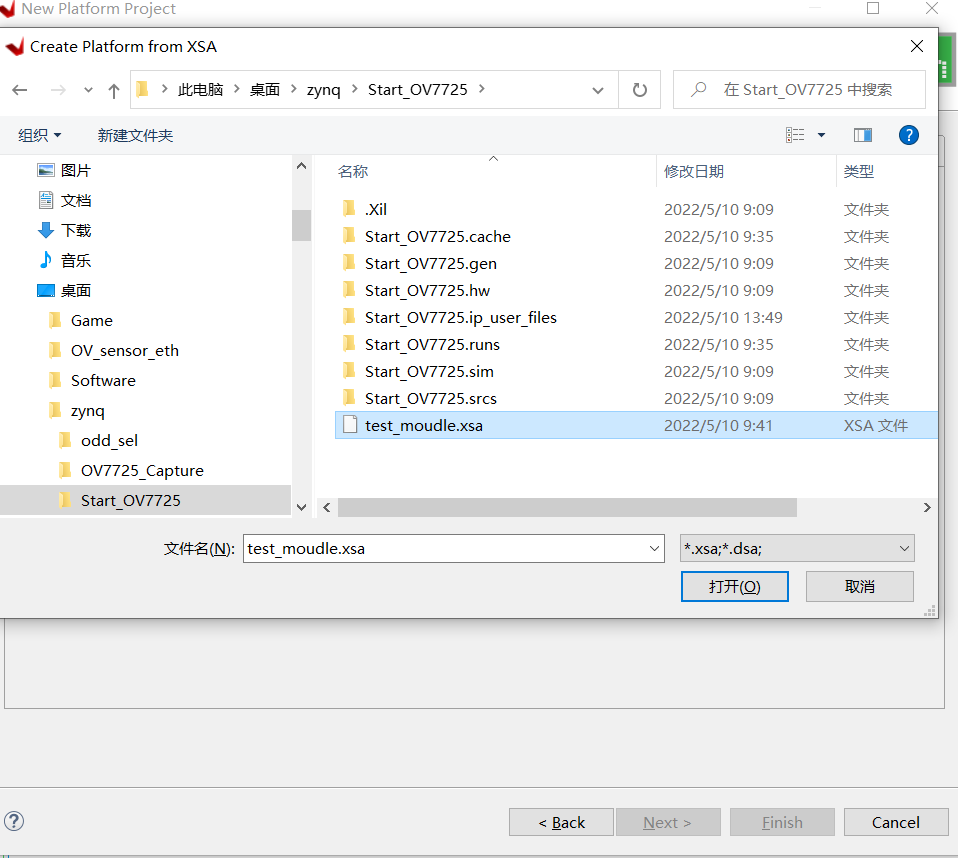 New Platform Project
Create Platform from XSA
此电脑 桌面 zynq Start_OV7725
在 Start_OV7725 中搜索
组织 新建文件夹
图片
文档
下载
音乐
桌面
Game
OV_sensor_eth
Software
zynq
odd_sel
OV7725_Capture
Start_OV7725
名称 修改日期 类型
.Xil 2022/5/10 9:09 文件夹
Start_OV7725.cache 2022/5/10 9:35 文件夹
Start_OV7725.gen 2022/5/10 9:09 文件夹
Start_OV7725.hw 2022/5/10 9:09 文件夹
Start_OV7725.ip_user_files 2022/5/10 13:49 文件夹
Start_OV7725.runs 2022/5/10 9:35 文件夹
Start_OV7725.sim 2022/5/10 9:09 文件夹
Start_OV7725.srcs 2022/5/10 9:09 文件夹
test_moudle.xsa 2022/5/10 9:41 XSA 文件
文件名(N): test_moudle.xsa *.xsa;*.dsa;
打开(O) 取消
< Back Next > Finish Cancel